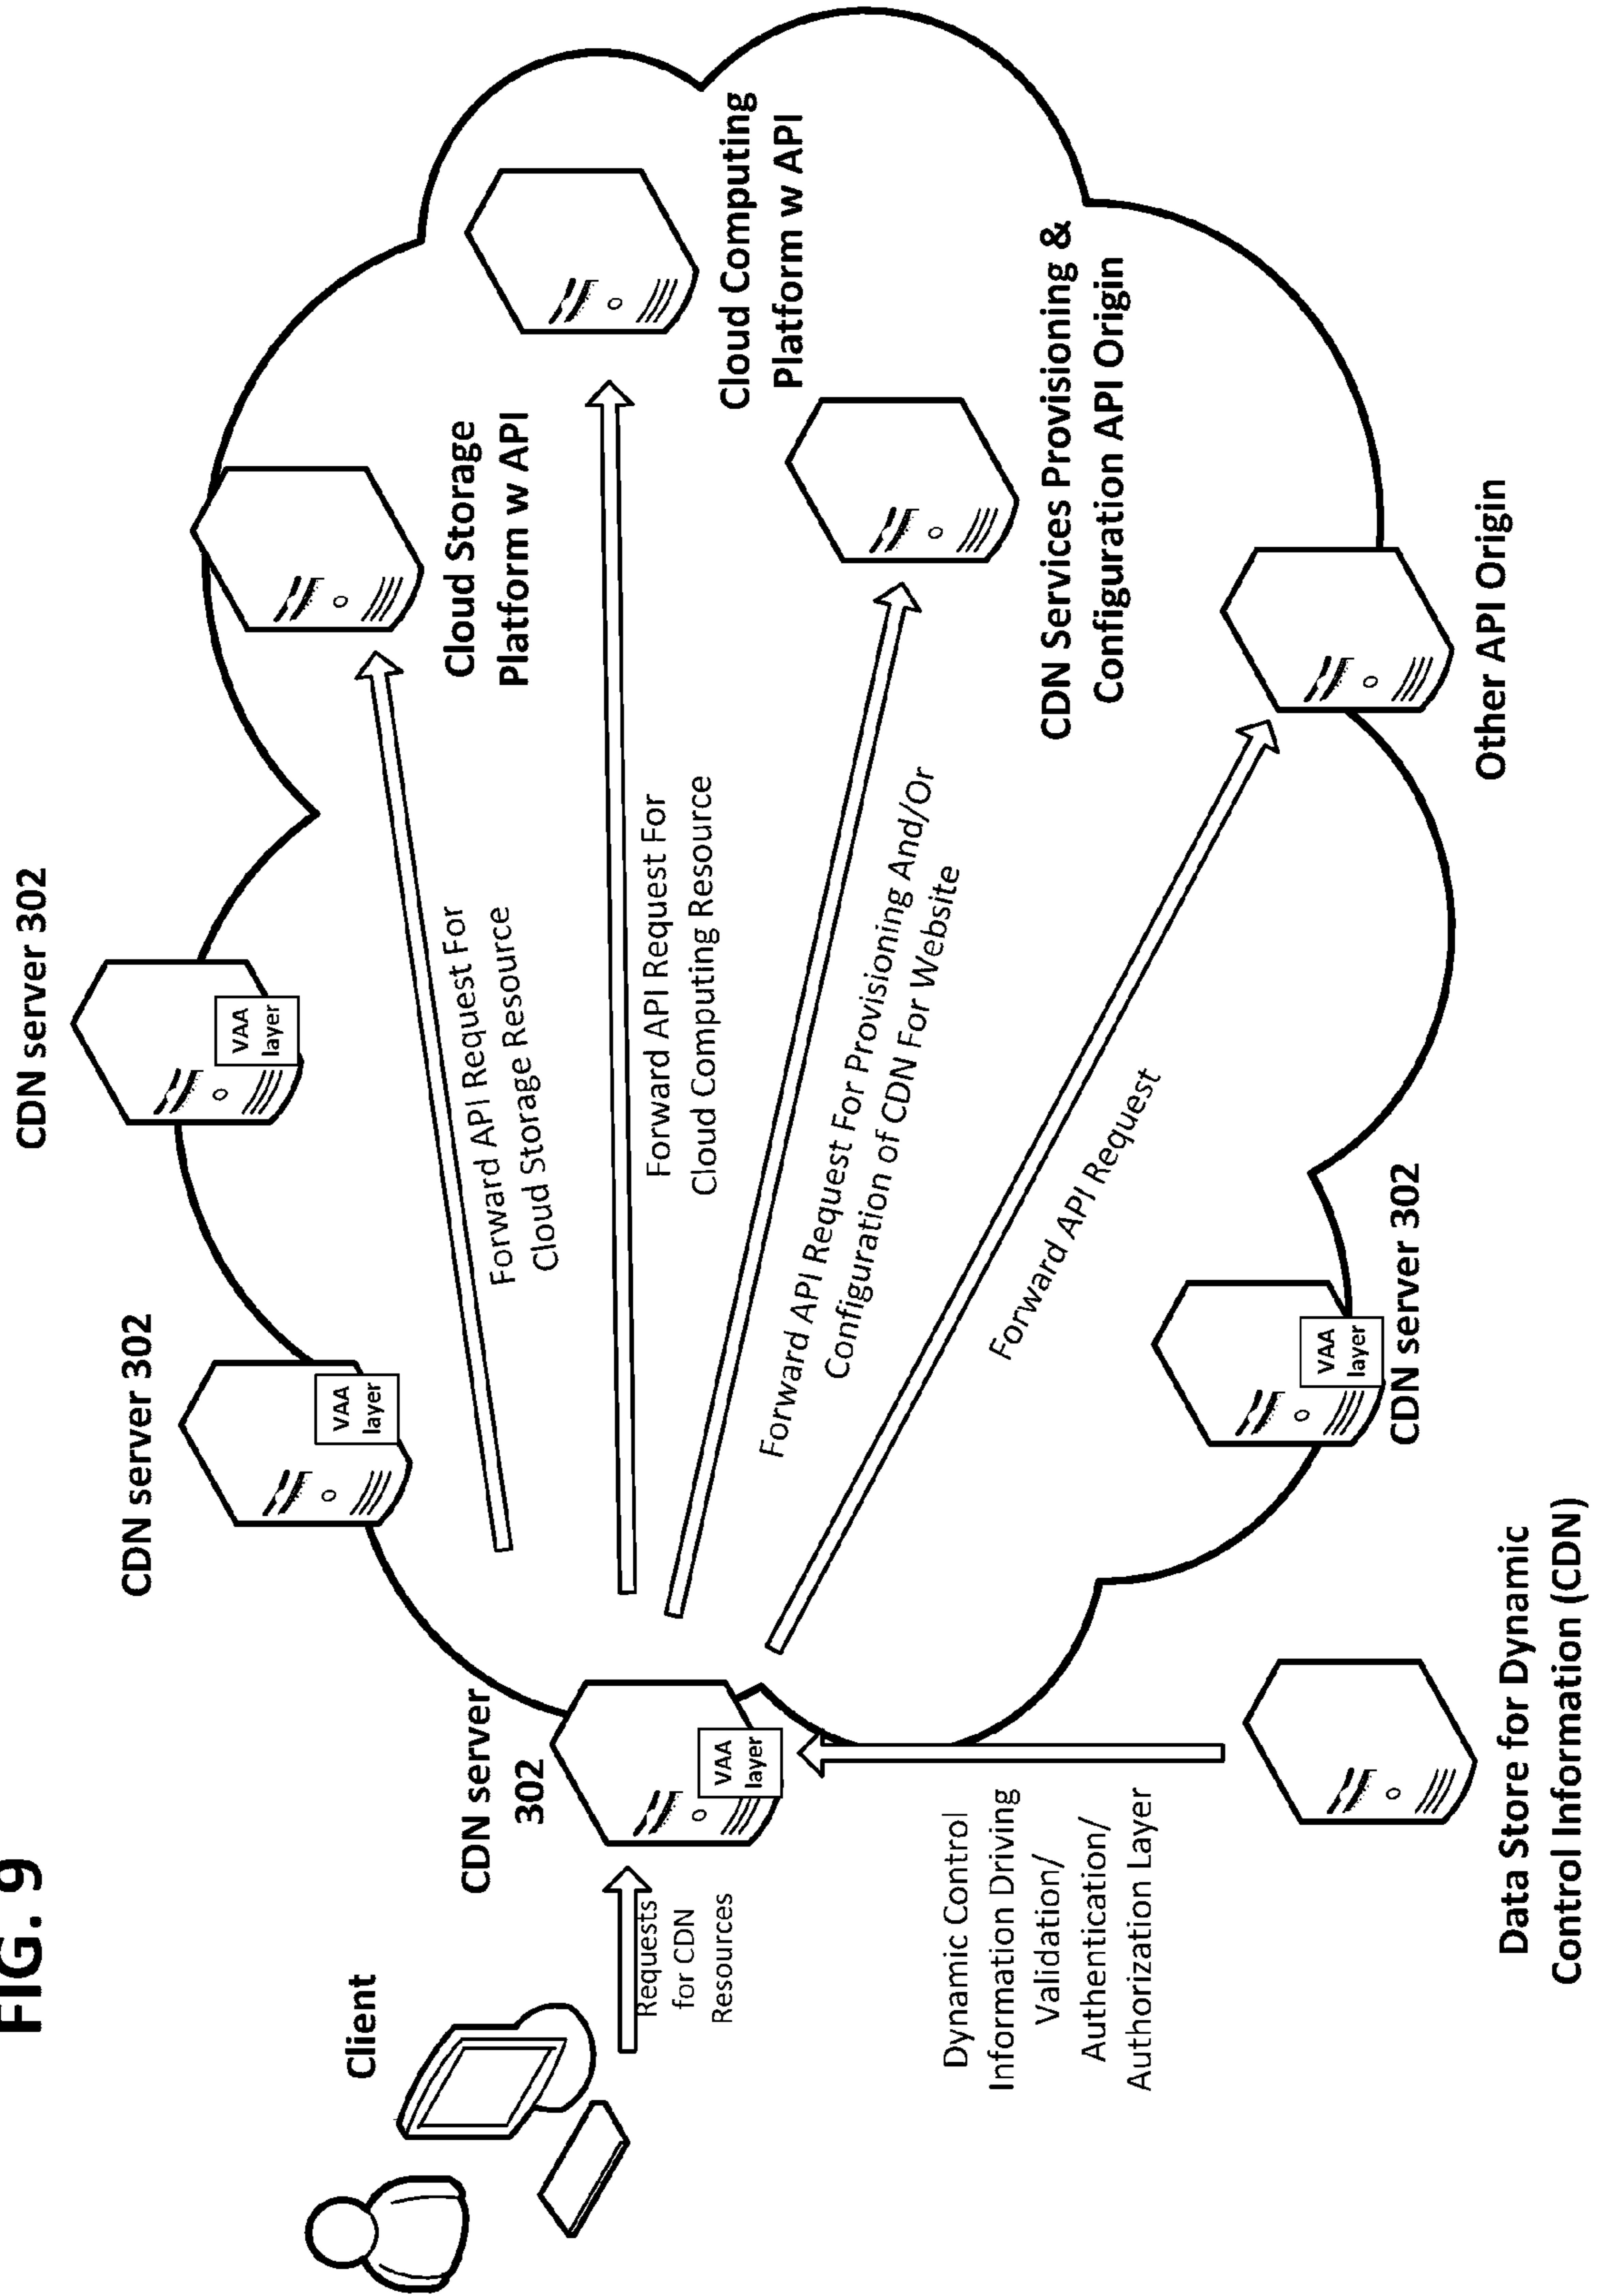 FIG. 9
CDN server 302
CDN server 302
CDN server
302
VAA
layer
VAA
layer
VAA
layer
Client
Requests
for CDN
Resources
Forward API Request For
Cloud Storage Resource
Cloud Storage
Platform w API
Forward API Request For
Cloud Computing Resource
Cloud Computing
Platform w API
Forward API Request For Provisioning And/Or
Configuration of CDN For Website
CDN Services Provisioning &
Configuration API Origin
Forward API Request
Other API Origin
Dynamic Control
Information Driving
Validation/
Authentication/
Authorization Layer
VAA
layer
CDN server 302
Data Store for Dynamic
Control Information (CDN)